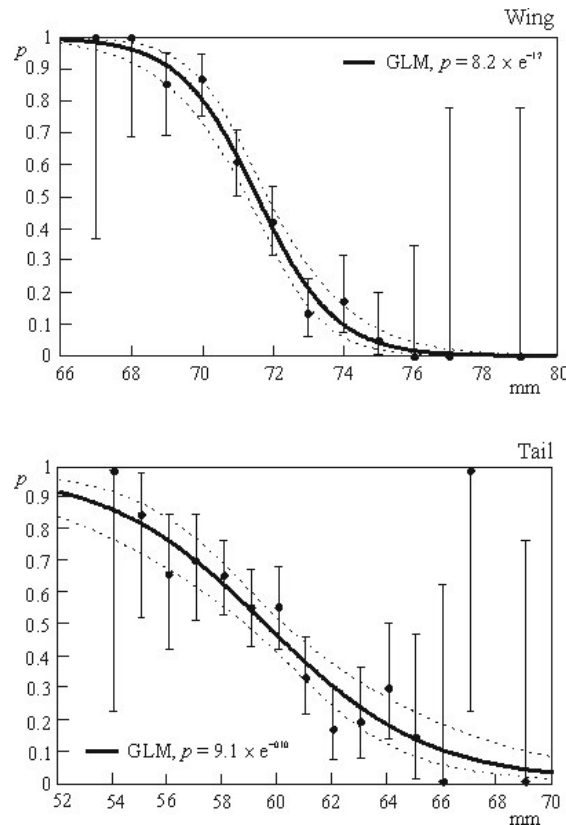 Wing
1
p
0.9
0.8
0.7
0.6
0.5
0.4
0.3
0.2
0.1
0
GLM, p = 8.2 × e⁻¹⁷
66 68 70 72 74 76 78 80
mm
Tail
1
p
0.9
0.8
0.7
0.6
0.5
0.4
0.3
0.2
0.1
0
GLM, p = 9.1 × e⁻⁰¹⁰
52 54 56 58 60 62 64 66 68 70
mm